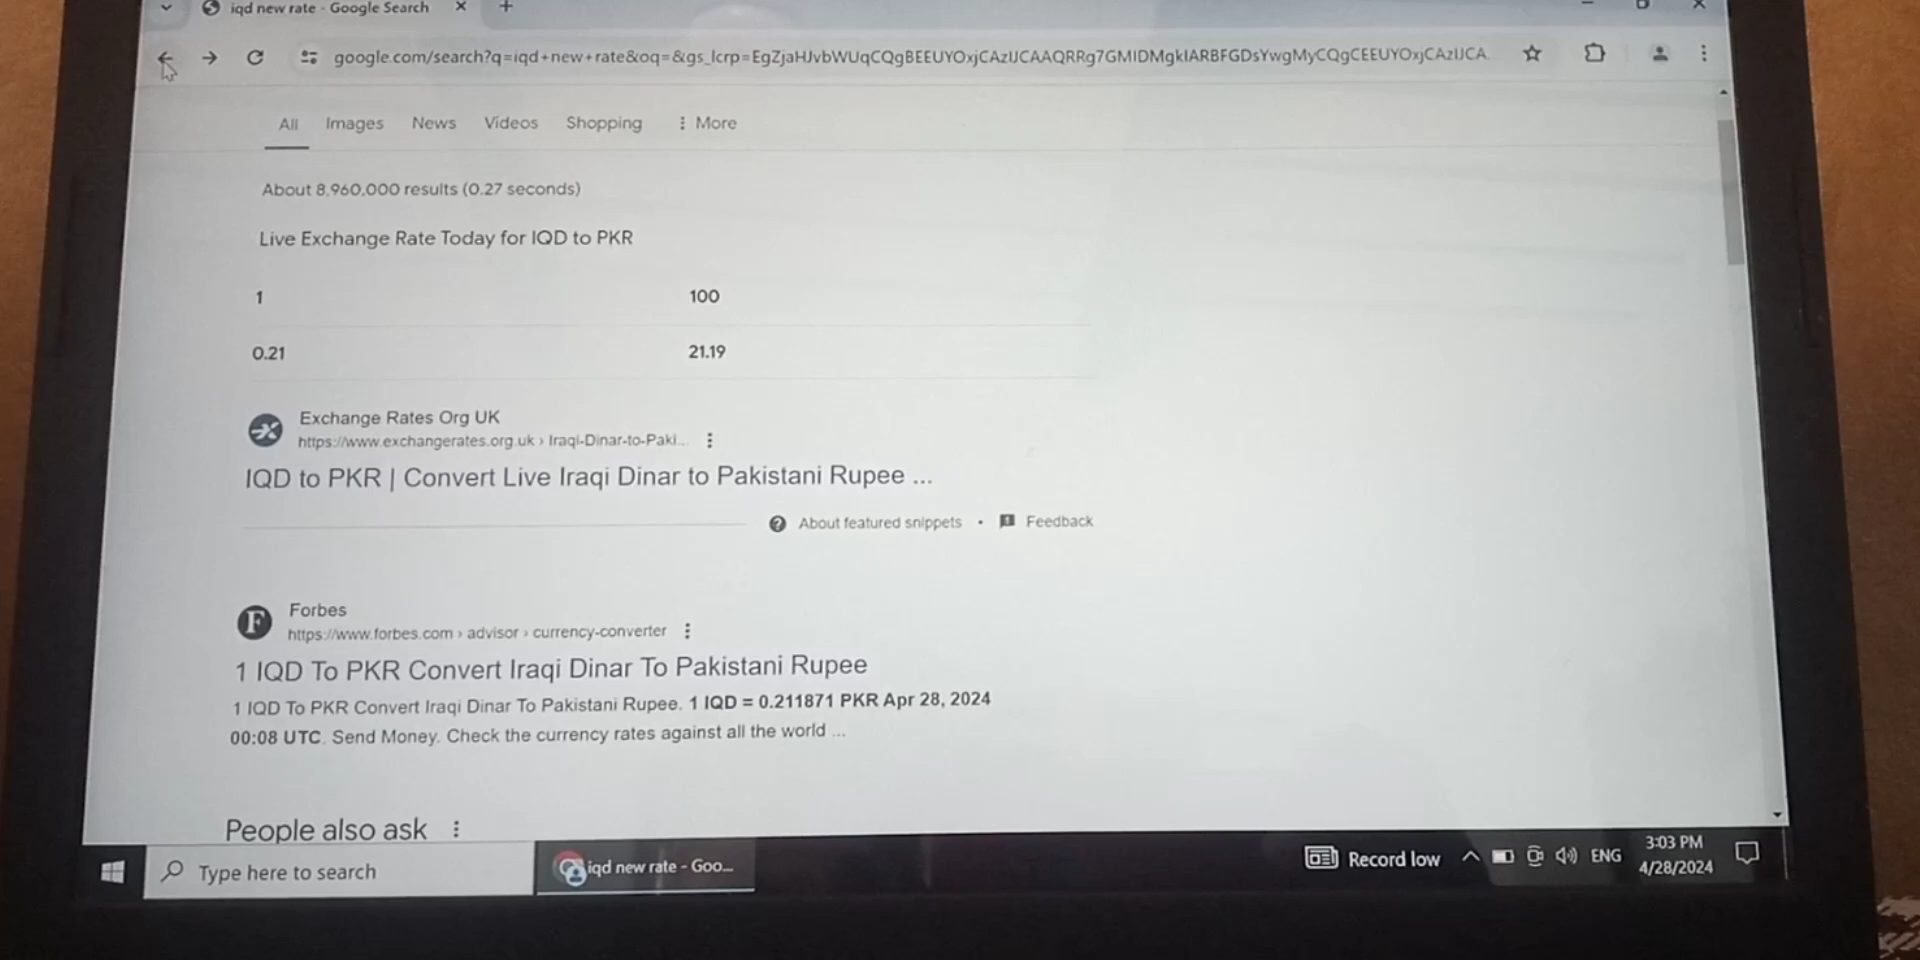 iqd new rate - Google Search
google.com/search?q=iqd+new+rate&oq=&gs_lcrp=EgZjaHJvbWUqCQgBEEUYOxjCAzIJCAAQRRg7GMIDMgkIARBFGDsYwgMyCQgCEEUYOxjCAzIJCA
All Images News Videos Shopping More
About 8,960,000 results (0.27 seconds)
Live Exchange Rate Today for IQD to PKR
1 100
0.21 21.19
Exchange Rates Org UK
https://www.exchangerates.org.uk › Iraqi-Dinar-to-Paki...
IQD to PKR | Convert Live Iraqi Dinar to Pakistani Rupee ...
About featured snippets • Feedback
F
Forbes
https://www.forbes.com › advisor › currency-converter
1 IQD To PKR Convert Iraqi Dinar To Pakistani Rupee
1 IQD To PKR Convert Iraqi Dinar To Pakistani Rupee. 1 IQD = 0.211871 PKR Apr 28, 2024
00:08 UTC. Send Money. Check the currency rates against all the world ...
People also ask
Type here to search
iqd new rate - Goo...
Record low
ENG
3:03 PM
4/28/2024